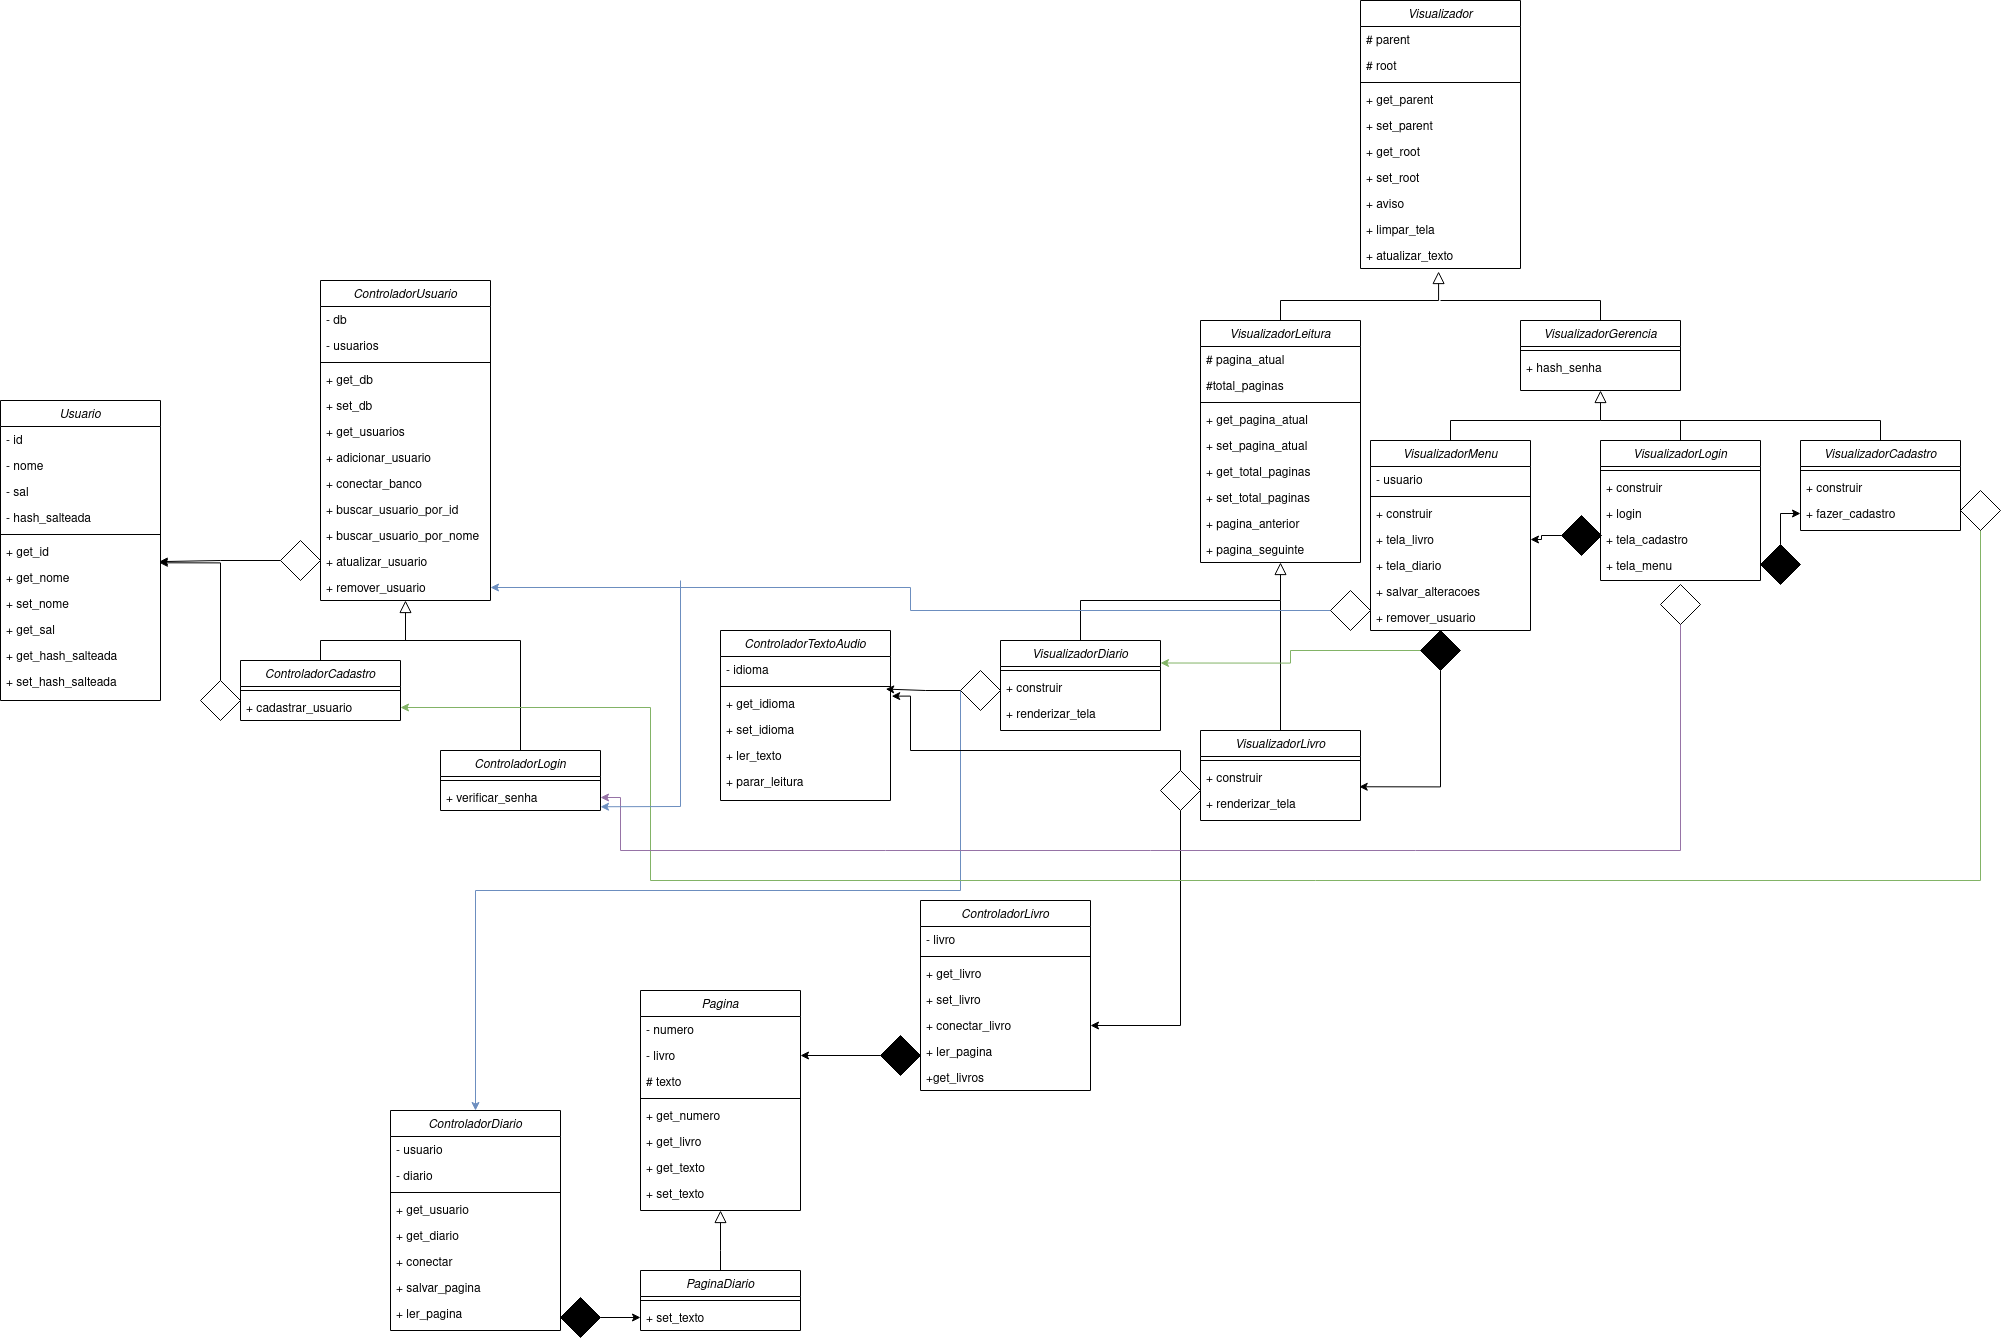 Visualizador
# parent
# root
+ get_parent
+ set_parent
+ get_root
+ set_root
+ aviso
+ limpar_tela
+ atualizar_texto
ControladorUsuario
- db
- usuarios
+ get_db
+ set_db
+ get_usuarios
+ adicionar_usuario
+ conectar_banco
+ buscar_usuario_por_id
+ buscar_usuario_por_nome
+ atualizar_usuario
+ remover_usuario
VisualizadorLeitura
# pagina_atual
#total_paginas
+ get_pagina_atual
+ set_pagina_atual
+ get_total_paginas
+ set_total_paginas
+ pagina_anterior
+ pagina_seguinte
VisualizadorGerencia
+ hash_senha
Usuario
- id
- nome
- sal
- hash_salteada
+ get_id
+ get_nome
+ set_nome
+ get_sal
+ get_hash_salteada
+ set_hash_salteada
VisualizadorMenu
- usuario
+ construir
+ tela_livro
+ tela_diario
+ salvar_alteracoes
+ remover_usuario
VisualizadorLogin
+ construir
+ login
+ tela_cadastro
+ tela_menu
VisualizadorCadastro
+ construir
+ fazer_cadastro
ControladorTextoAudio
- idioma
+ get_idioma
+ set_idioma
+ ler_texto
+ parar_leitura
VisualizadorDiario
+ construir
+ renderizar_tela
ControladorCadastro
+ cadastrar_usuario
VisualizadorLivro
+ construir
+ renderizar_tela
ControladorLogin
+ verificar_senha
ControladorLivro
- livro
+ get_livro
+ set_livro
+ conectar_livro
+ ler_pagina
+get_livros
Pagina
- numero
- livro
# texto
+ get_numero
+ get_livro
+ get_texto
+ set_texto
ControladorDiario
- usuario
- diario
+ get_usuario
+ get_diario
+ conectar
+ salvar_pagina
+ ler_pagina
PaginaDiario
+ set_texto